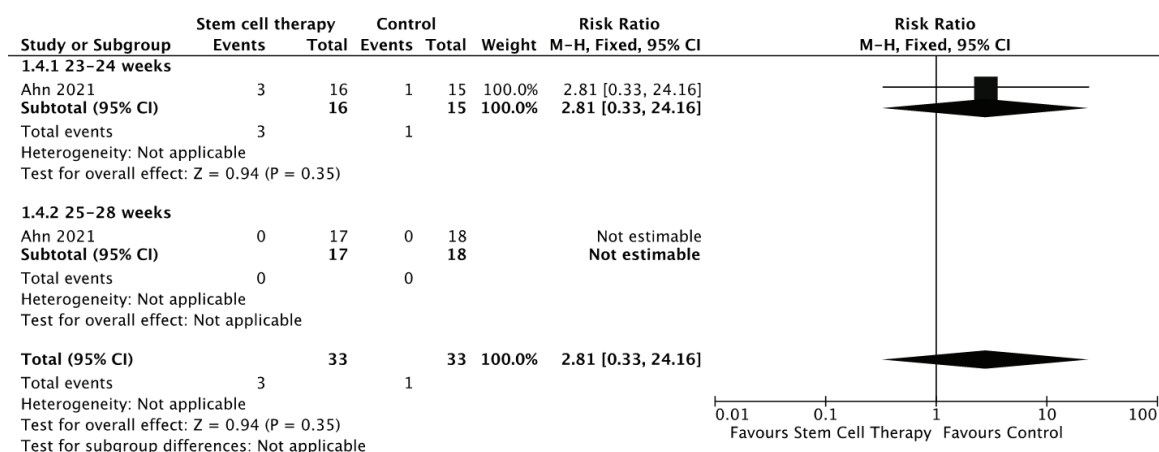 Stem cell therapy Control Risk Ratio Risk Ratio
Study or Subgroup Events Total Events Total Weight M-H, Fixed, 95% CI M-H, Fixed, 95% CI
1.4.1 23-24 weeks
Ahn 2021 3 16 1 15 100.0% 2.81 [0.33, 24.16]
Subtotal (95% CI) 16 15 100.0% 2.81 [0.33, 24.16]
Total events 3 1
Heterogeneity: Not applicable
Test for overall effect: Z = 0.94 (P = 0.35)
1.4.2 25-28 weeks
Ahn 2021 0 17 0 18 Not estimable
Subtotal (95% CI) 17 18 Not estimable
Total events 0 0
Heterogeneity: Not applicable
Test for overall effect: Not applicable
Total (95% CI) 33 33 100.0% 2.81 [0.33, 24.16]
Total events 3 1
Heterogeneity: Not applicable
Test for overall effect: Z = 0.94 (P = 0.35)
Test for subgroup differences: Not applicable
0.01 0.1 1 10 100
Favours Stem Cell Therapy Favours Control